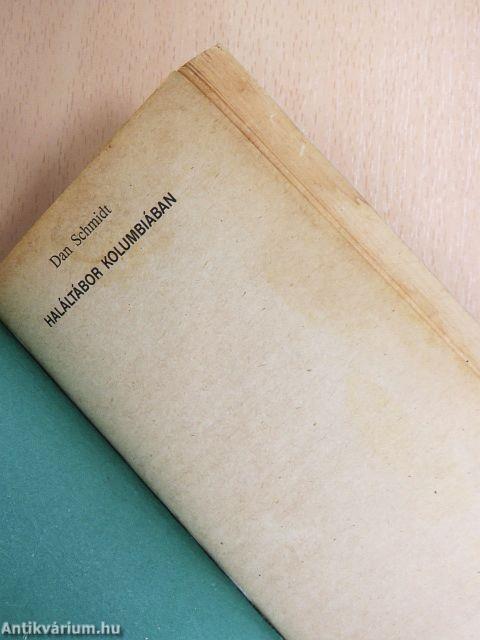 Dan Schmidt
HALÁLTÁBOR KOLUMBIÁBAN
Antikvárium.hu